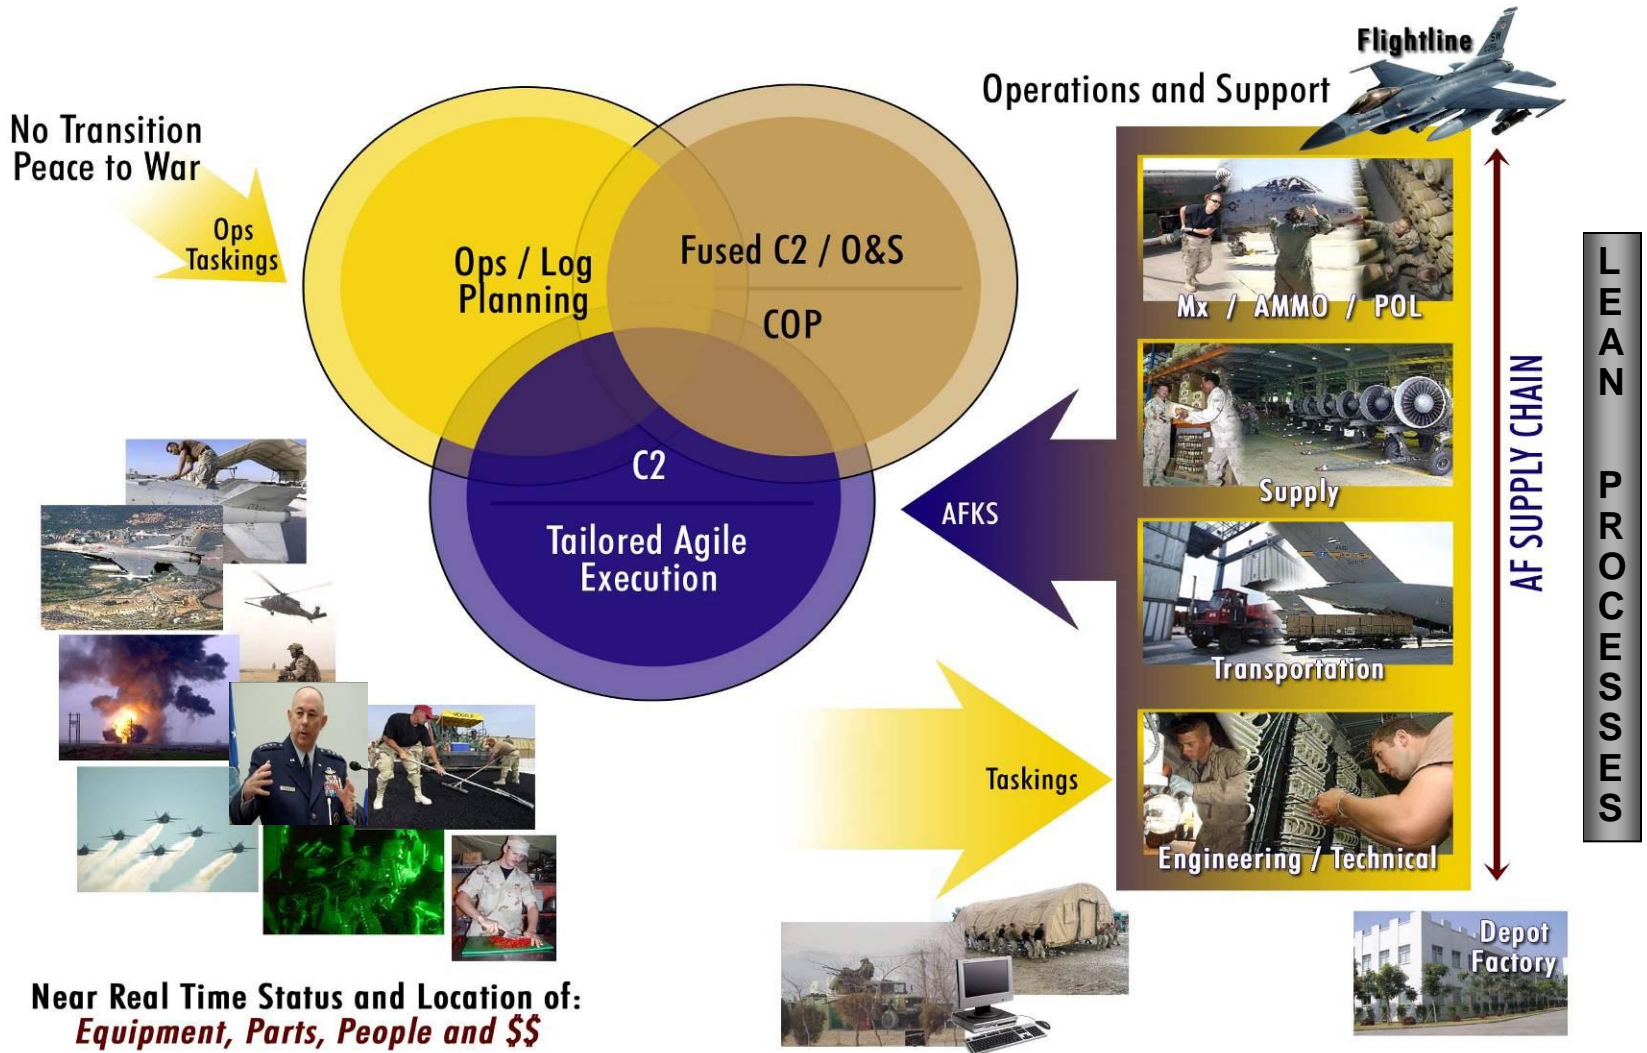 Flightline
Operations and Support
No Transition
Peace to War
Ops
Taskings
Ops / Log
Planning
Fused C2 / O&S
COP
C2
Tailored Agile
Execution
AFKS
Mx / AMMO / POL
Supply
Transportation
Engineering / Technical
AF SUPPLY CHAIN
LEAN PROCESSES
Taskings
Depot
Factory
Near Real Time Status and Location of:
Equipment, Parts, People and $$